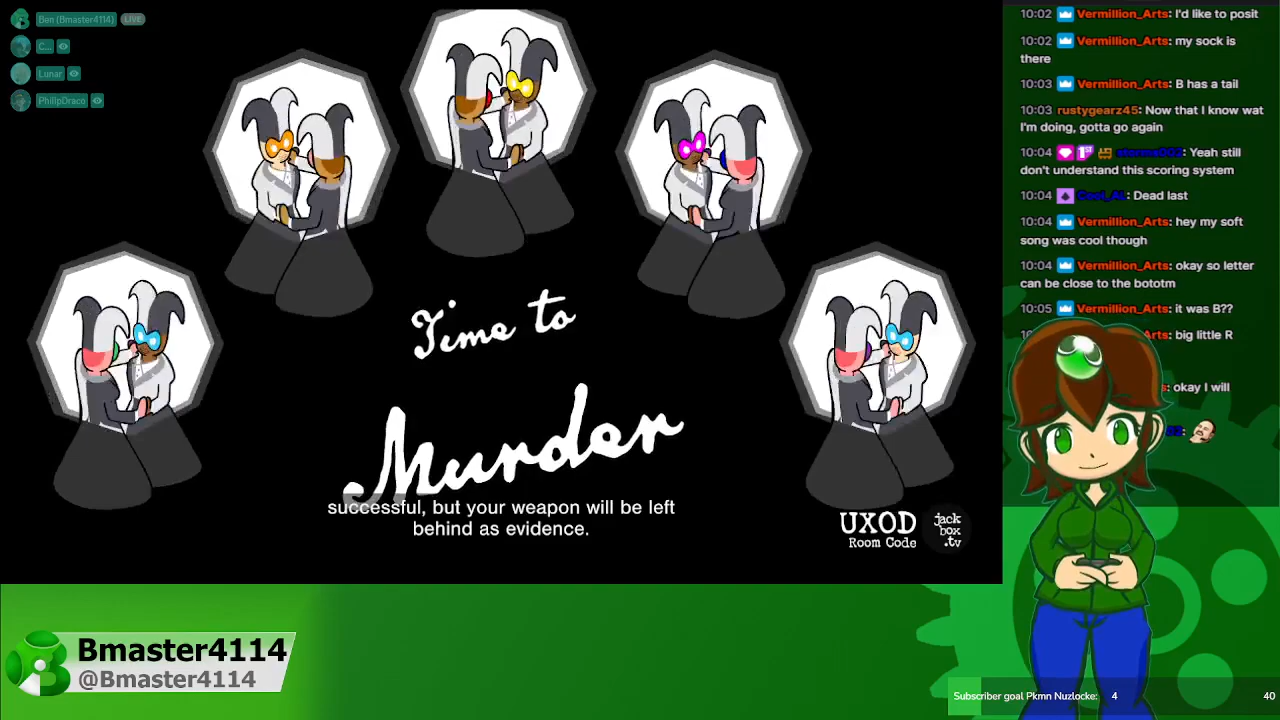 Ben (Bmaster4114) LIVE
C...
Lunar
PhilipDraco
Time to
Murder
successful, but your weapon will be left
behind as evidence.
UXOD
Room Code
jack
box
.tv
10:02 Vermillion_Arts: I'd like to posit
10:02 Vermillion_Arts: my sock is
there
10:03 Vermillion_Arts: B has a tail
10:03 rustygearz45: Now that I know wat
I'm doing, gotta go again
10:04 Yeah still
don't understand this scoring system
10:04 Cool_AL: Dead last
10:04 Vermillion_Arts: hey my soft
song was cool though
10:04 Vermillion_Arts: okay so letter
can be close to the bototm
10:05 Vermillion_Arts: it was B??
Arts: big little R
okay I will
Bmaster4114
@Bmaster4114
Subscriber goal Pkmn Nuzlocke: 4 40